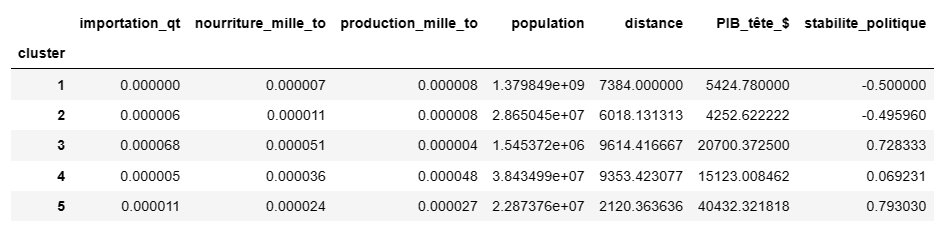 importation_qt nourriture_mille_to production_mille_to population distance PIB_tête_$ stabilite_politique
cluster
1 0.000000 0.000007 0.000008 1.379849e+09 7384.000000 5424.780000 -0.500000
2 0.000006 0.000011 0.000008 2.865045e+07 6018.131313 4252.622222 -0.495960
3 0.000068 0.000051 0.000004 1.545372e+06 9614.416667 20700.372500 0.728333
4 0.000005 0.000036 0.000048 3.843499e+07 9353.423077 15123.008462 0.069231
5 0.000011 0.000024 0.000027 2.287376e+07 2120.363636 40432.321818 0.793030